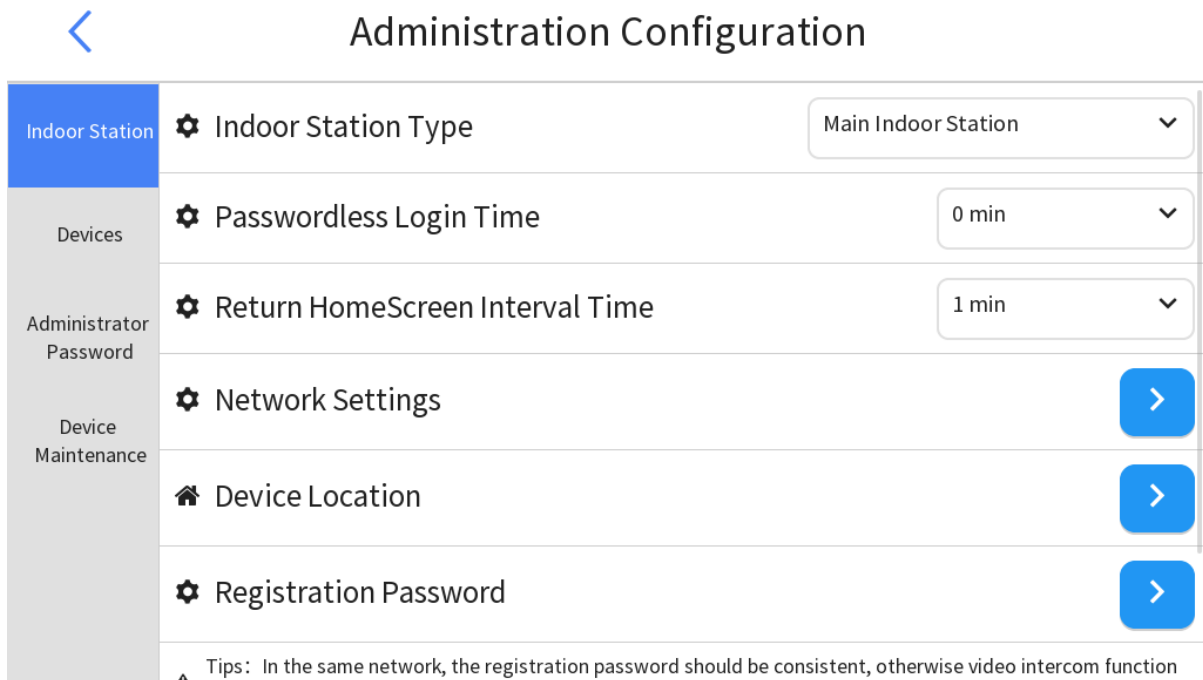 Administration Configuration
Indoor Station
Indoor Station Type
Main Indoor Station
Passwordless Login Time
0 min
Devices
Return HomeScreen Interval Time
1 min
Administrator
Password
Network Settings
Device
Maintenance
Device Location
Registration Password
Tips： In the same network, the registration password should be consistent, otherwise video intercom function